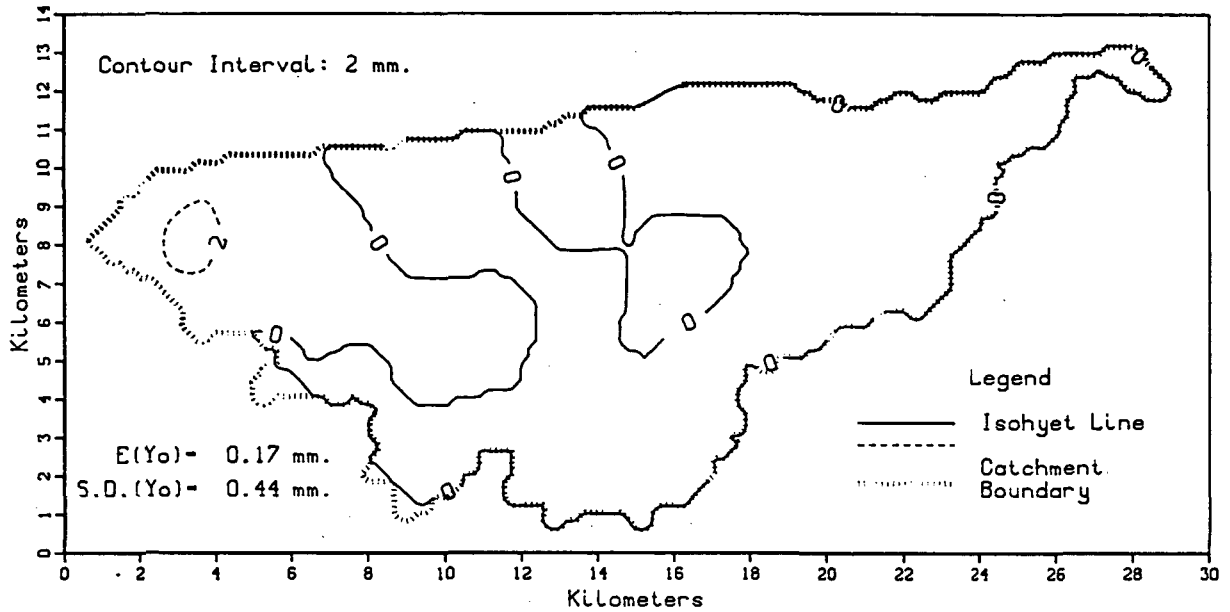 Contour Interval: 2 mm.
Kilometers
14
13
12
11
10
9
8
7
6
5
4
3
2
1
0
0
0
0
0
0
0
2
0
0
0
0
0
0
E(Yo)= 0.17 mm.
S.D.(Yo)= 0.44 mm.
Legend
Isohyet Line
Catchment
Boundary
0 2 4 6 8 10 12 14 16 18 20 22 24 26 28 30
Kilometers